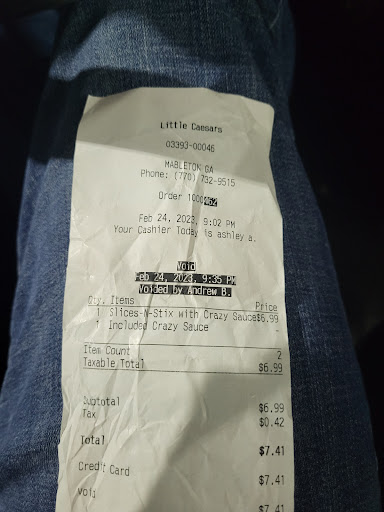 Little Caesars
03393-00046
MABLETON GA
Phone: (770) 732-9515
Order 1000462
Feb 24, 2023, 9:02 PM
Your Cashier Today is ashley a.
Void
Feb 24, 2023, 9:35 PM
Voided by Andrew B.
Qty. Items Price
1 Slices-N-Stix with Crazy Sauce$6.99
1 Included Crazy Sauce
Item Count 2
Taxable Total $6.99
Subtotal $6.99
Tax $0.42
Total $7.41
Credit Card $7.41
Void
$7.41